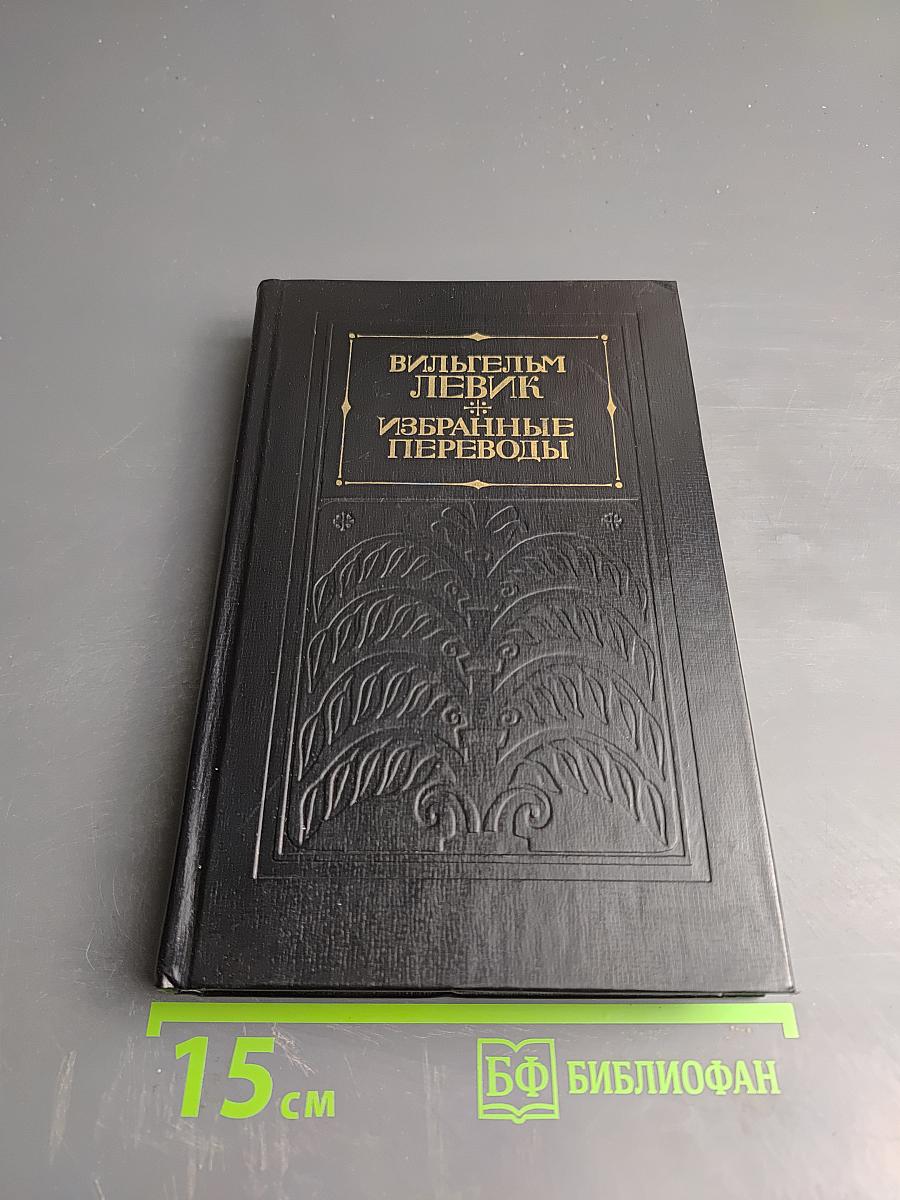 ВИЛЬГЕЛЬМ
ЛЕВИК
ИЗБРАННЫЕ
ПЕРЕВОДЫ
15 см
БФ БИБЛИОФАН